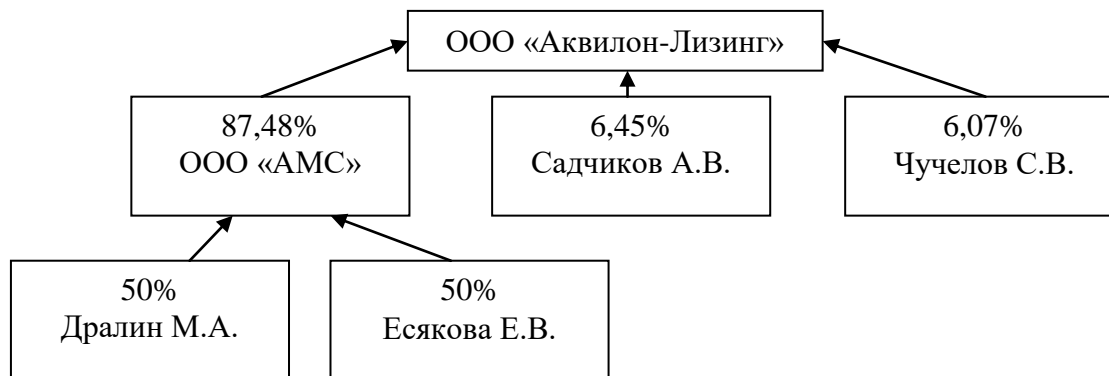 ООО «Аквилон-Лизинг»
87,48%
ООО «АМС»
6,45%
Садчиков А.В.
6,07%
Чучелов С.В.
50%
Дралин М.А.
50%
Есякова Е.В.